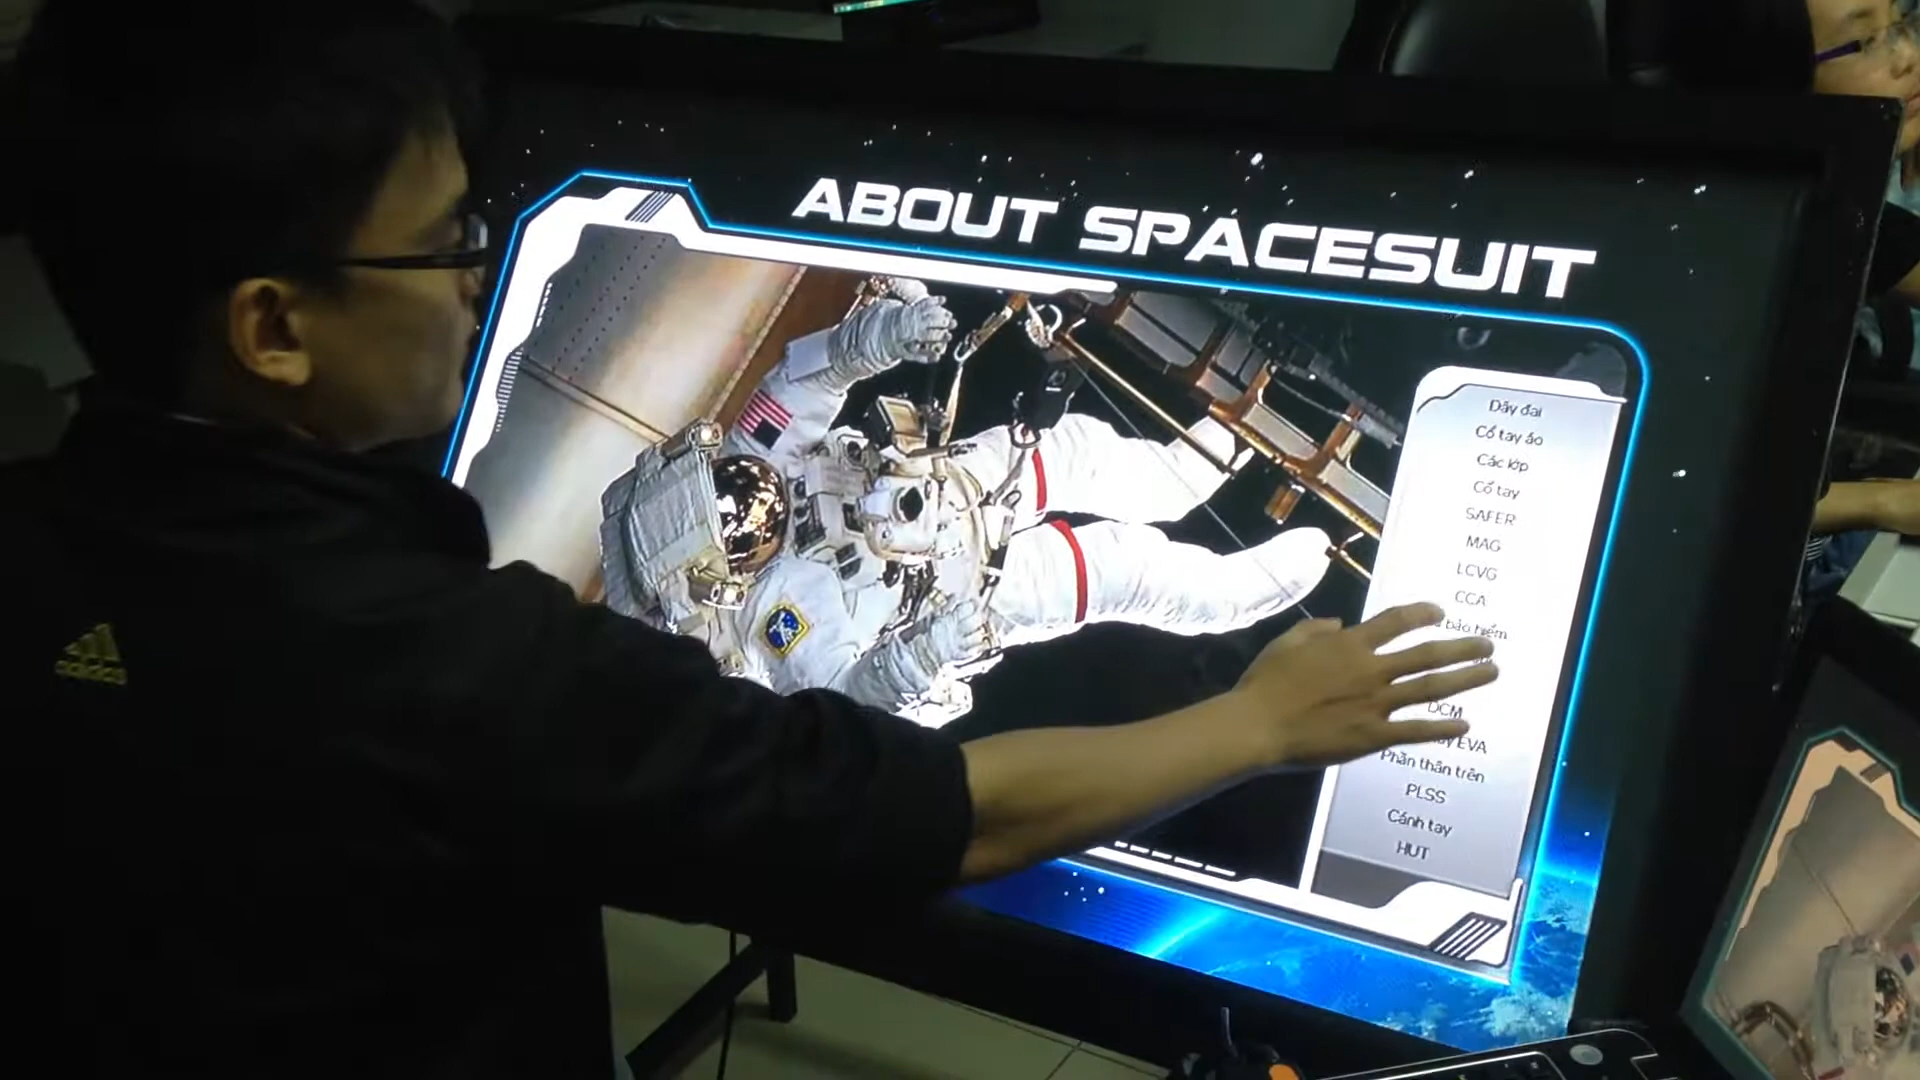 ABOUT SPACESUIT
Dây đai
Cổ tay áo
Các lớp
Cổ tay
SAFER
MAG
LCVG
CCA
bảo hiểm
DCM
EVA
Phần thân trên
PLSS
Cánh tay
HUT
adidas